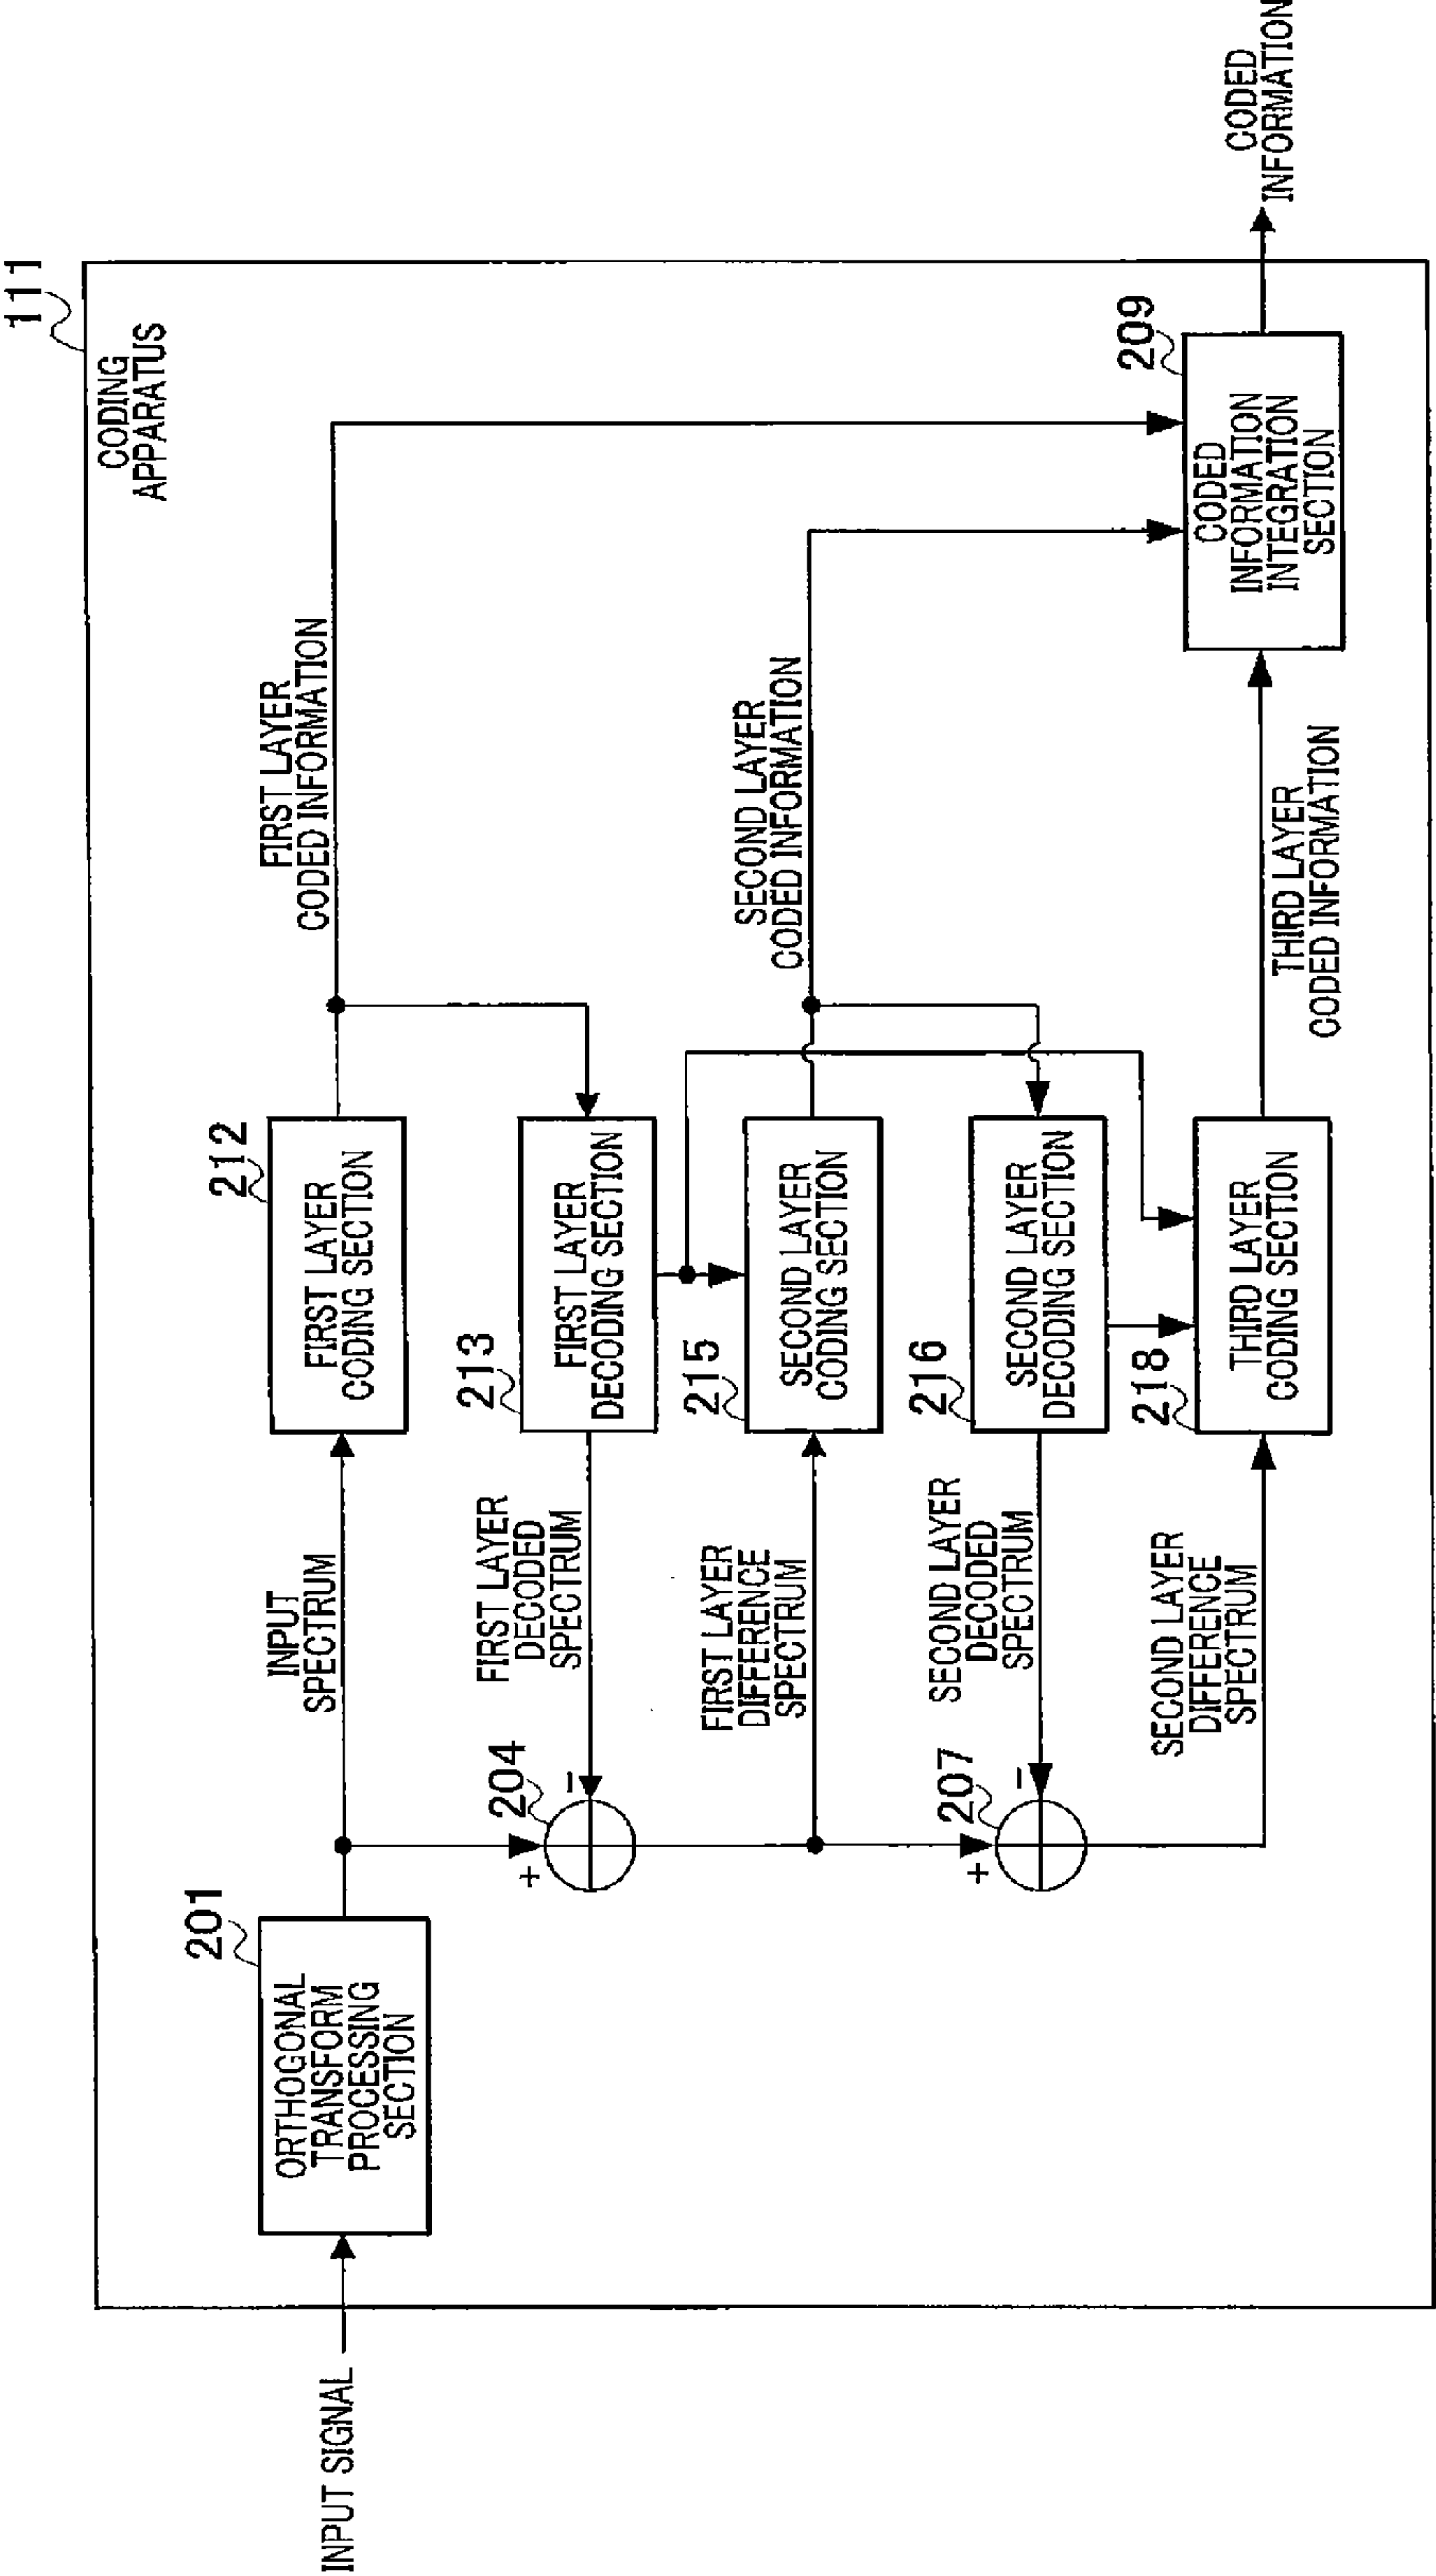 111
CODING
APPARATUS
INPUT SIGNAL
201
ORTHOGONAL
TRANSFORM
PROCESSING
SECTION
INPUT
SPECTRUM
212
FIRST LAYER
CODING SECTION
FIRST LAYER
CODED INFORMATION
204
+
-
FIRST LAYER
DECODED
SPECTRUM
213
FIRST LAYER
DECODING SECTION
FIRST LAYER
DIFFERENCE
SPECTRUM
215
SECOND LAYER
CODING SECTION
SECOND LAYER
CODED INFORMATION
207
+
-
SECOND LAYER
DECODED
SPECTRUM
216
SECOND LAYER
DECODING SECTION
SECOND LAYER
DIFFERENCE
SPECTRUM
218
THIRD LAYER
CODING SECTION
THIRD LAYER
CODED INFORMATION
209
CODED
INFORMATION
INTEGRATION
SECTION
CODED
INFORMATION